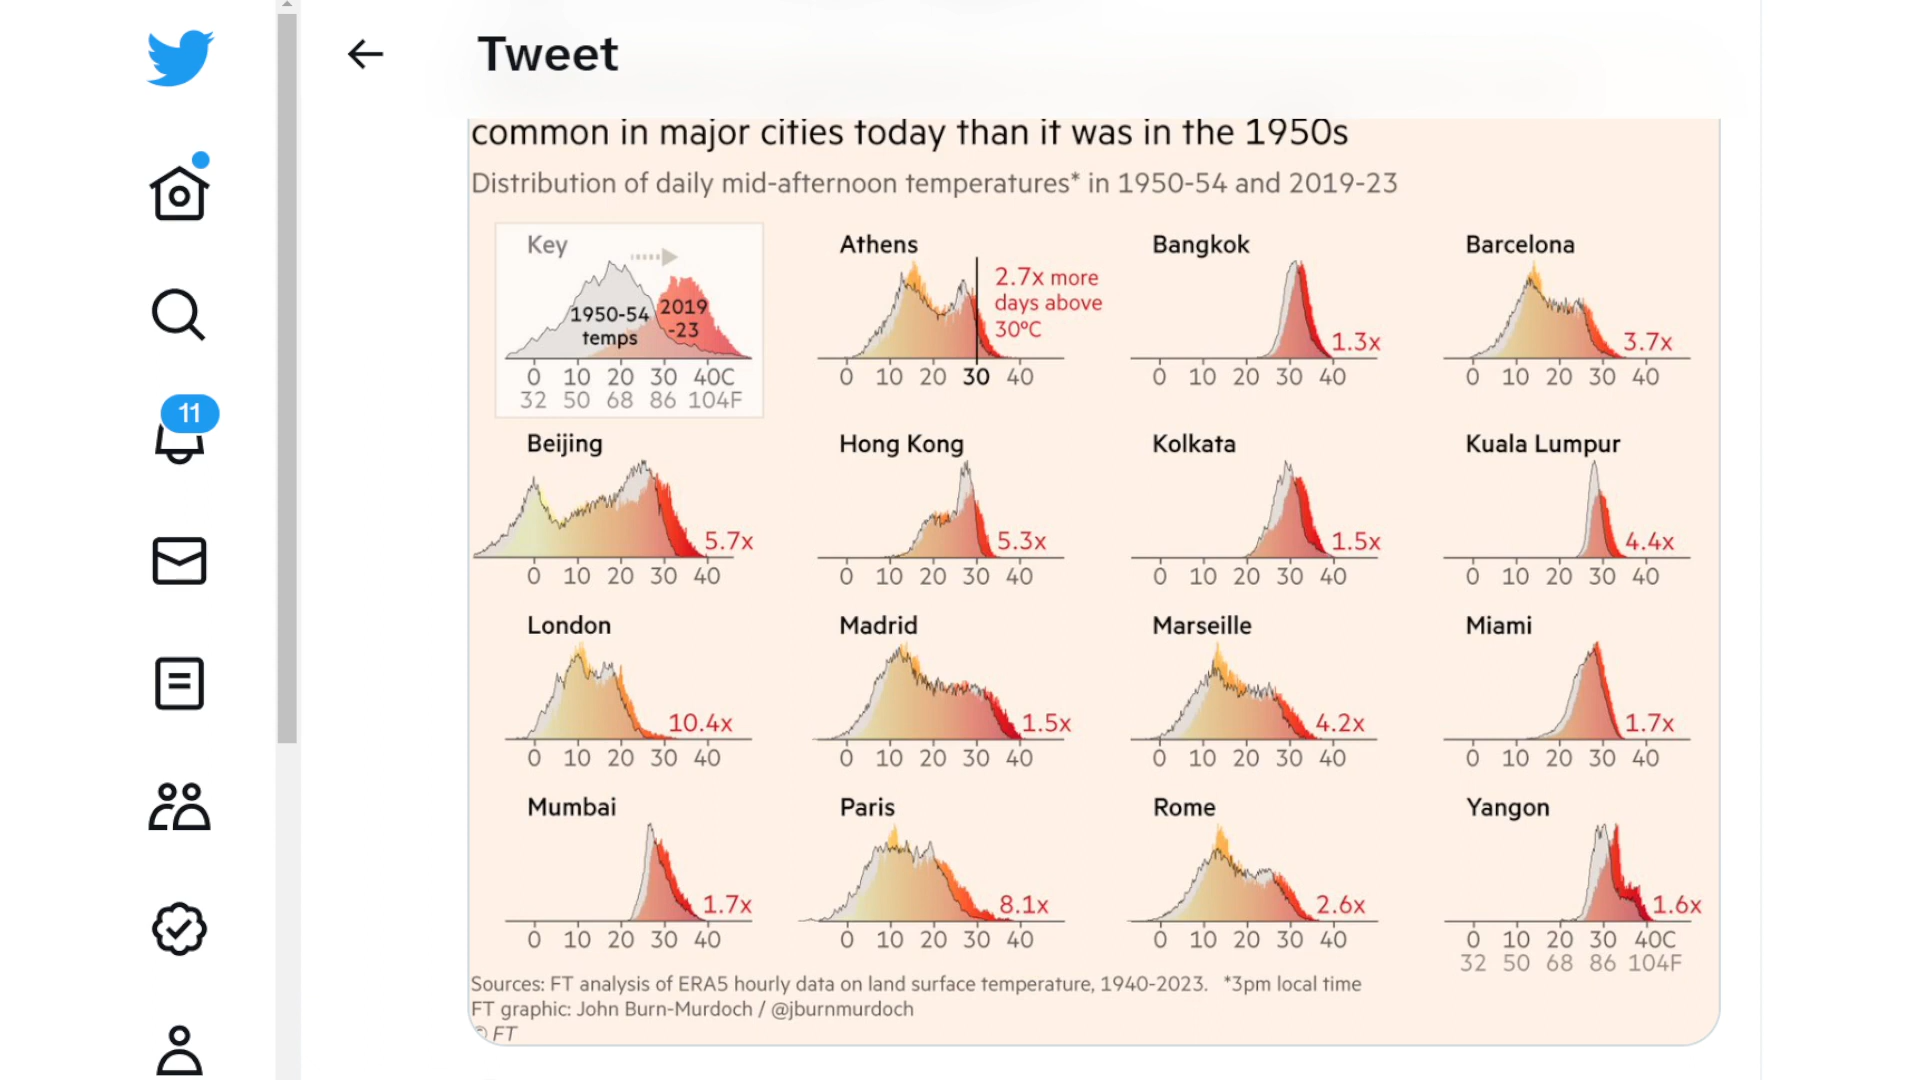 Tweet
common in major cities today than it was in the 1950s
Distribution of daily mid-afternoon temperatures* in 1950-54 and 2019-23
Key
1950-54 temps
2019 -23
0 10 20 30 40C
32 50 68 86 104F
Athens
2.7x more
days above
30ºC
0 10 20 30 40
Bangkok
1.3x
0 10 20 30 40
Barcelona
3.7x
0 10 20 30 40
11
Beijing
5.7x
0 10 20 30 40
Hong Kong
5.3x
0 10 20 30 40
Kolkata
1.5x
0 10 20 30 40
Kuala Lumpur
4.4x
0 10 20 30 40
London
10.4x
0 10 20 30 40
Madrid
1.5x
0 10 20 30 40
Marseille
4.2x
0 10 20 30 40
Miami
1.7x
0 10 20 30 40
Mumbai
1.7x
0 10 20 30 40
Paris
8.1x
0 10 20 30 40
Rome
2.6x
0 10 20 30 40
Yangon
1.6x
0 10 20 30 40C
32 50 68 86 104F
Sources: FT analysis of ERA5 hourly data on land surface temperature, 1940-2023. *3pm local time
FT graphic: John Burn-Murdoch / @jburnmurdoch
© FT